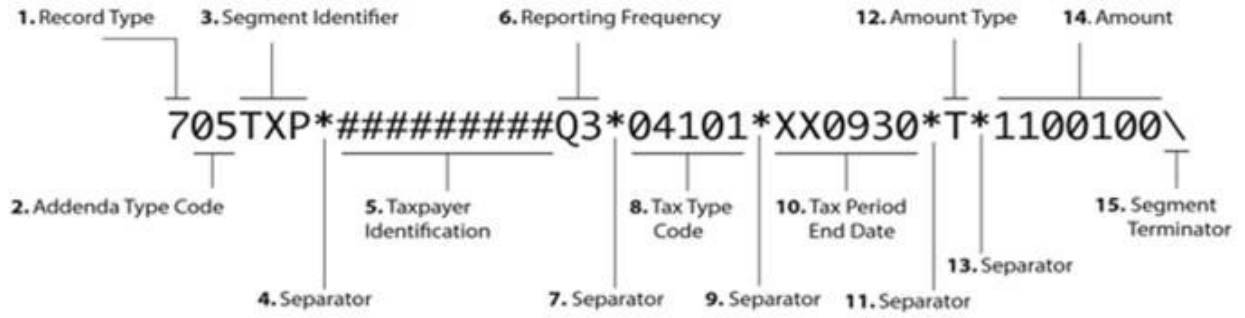 1. Record Type 3. Segment Identifier 6. Reporting Frequency 12. Amount Type 14. Amount
705TXP*#########Q3*04101*XX0930*T*1100100\
2. Addenda Type Code 5. Taxpayer Identification 8. Tax Type Code 10. Tax Period End Date 15. Segment Terminator
13. Separator
4. Separator 7. Separator 9. Separator 11. Separator